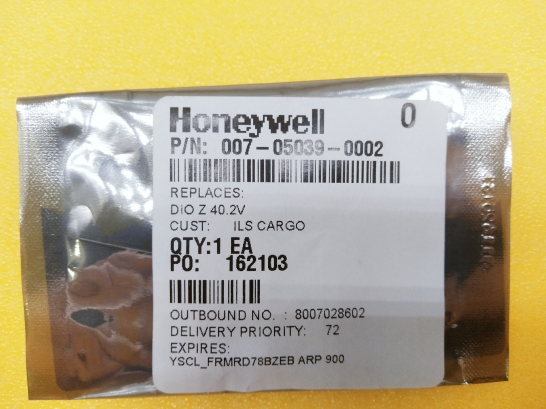 Honeywell 0
P/N: 007-05039-0002
REPLACES:
DIO Z 40.2V
CUST: ILS CARGO
QTY:1 EA
PO: 162103
OUTBOUND NO. : 8007028602
DELIVERY PRIORITY: 72
EXPIRES:
YSCL_FRMRD78BZEB ARP 900